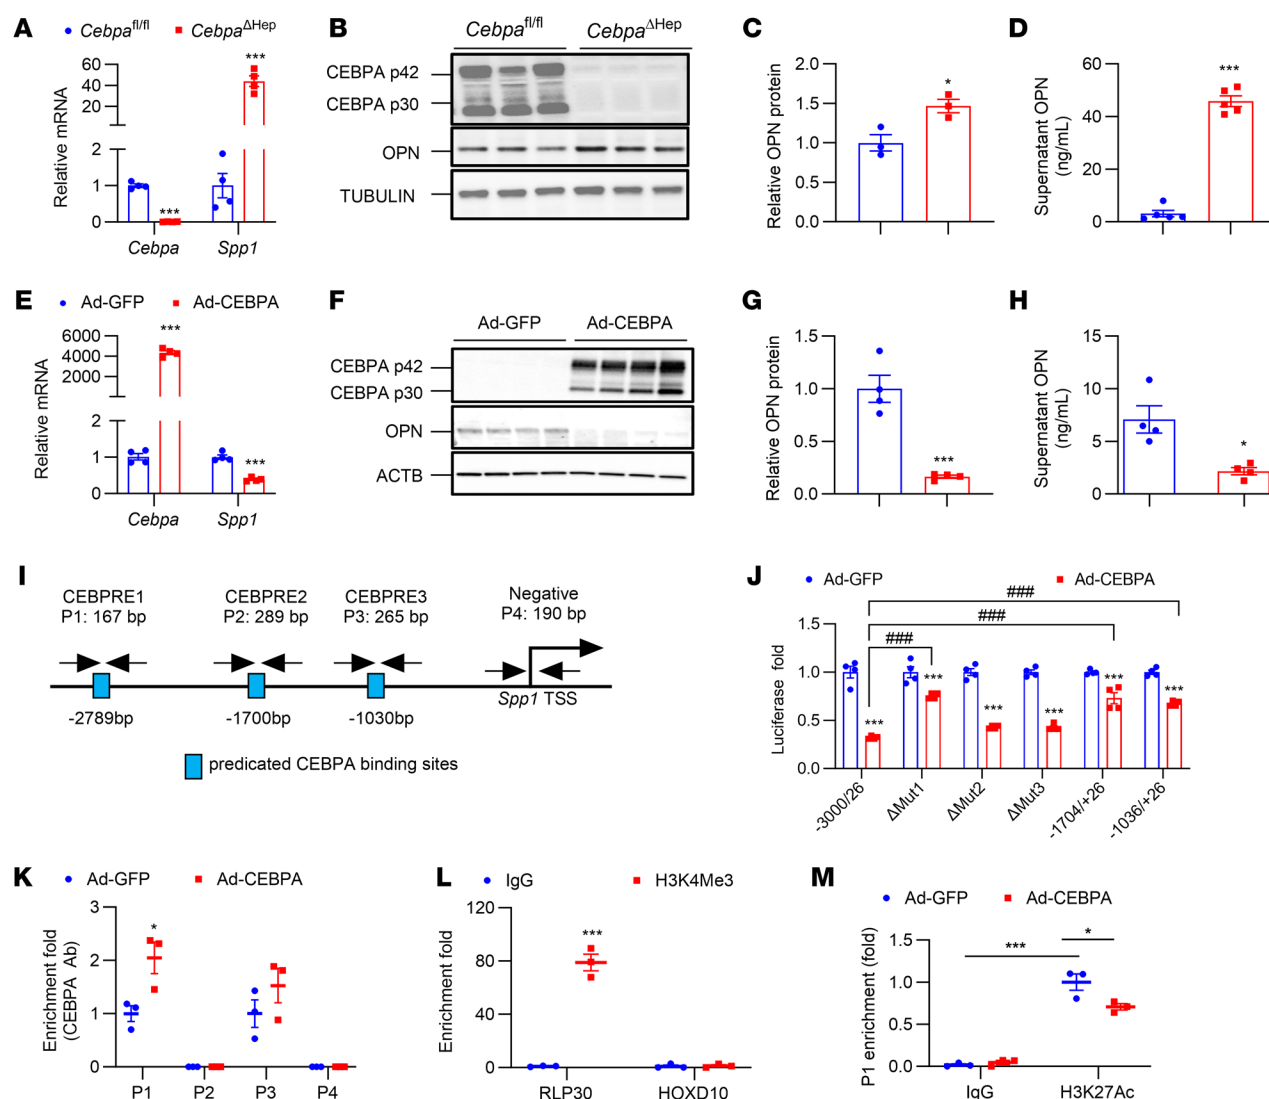 A
Cebpafl/fl
CebpaΔHep
Relative mRNA
60
40
20
2
1
0
***
***
Cebpa
Spp1
B
Cebpafl/fl
CebpaΔHep
CEBPA p42
CEBPA p30
OPN
TUBULIN
C
Relative OPN protein
2.0
1.5
1.0
0.5
0.0
*
D
Supernatant OPN
(ng/mL)
60
40
20
0
***
E
Ad-GFP
Ad-CEBPA
Relative mRNA
6000
4000
2000
2
1
0
***
***
Cebpa
Spp1
F
Ad-GFP
Ad-CEBPA
CEBPA p42
CEBPA p30
OPN
ACTB
G
Relative OPN protein
1.5
1.0
0.5
0.0
***
H
Supernatant OPN
(ng/mL)
15
10
5
0
*
I
CEBPRE1
P1: 167 bp
CEBPRE2
P2: 289 bp
CEBPRE3
P3: 265 bp
Negative
P4: 190 bp
-2789bp
-1700bp
-1030bp
Spp1 TSS
predicated CEBPA binding sites
J
Ad-GFP
Ad-CEBPA
Luciferase fold
1.5
1.0
0.5
0.0
###
###
###
***
***
***
***
***
***
-3000/26
ΔMut1
ΔMut2
ΔMut3
-1704/+26
-1036/+26
K
Ad-GFP
Ad-CEBPA
Enrichment fold
(CEBPA Ab)
3
2
1
0
*
P1
P2
P3
P4
L
IgG
H3K4Me3
Enrichment fold
120
80
40
0
***
RLP30
HOXD10
M
Ad-GFP
Ad-CEBPA
P1 enrichment (fold)
1.5
1.0
0.5
0.0
***
*
IgG
H3K27Ac